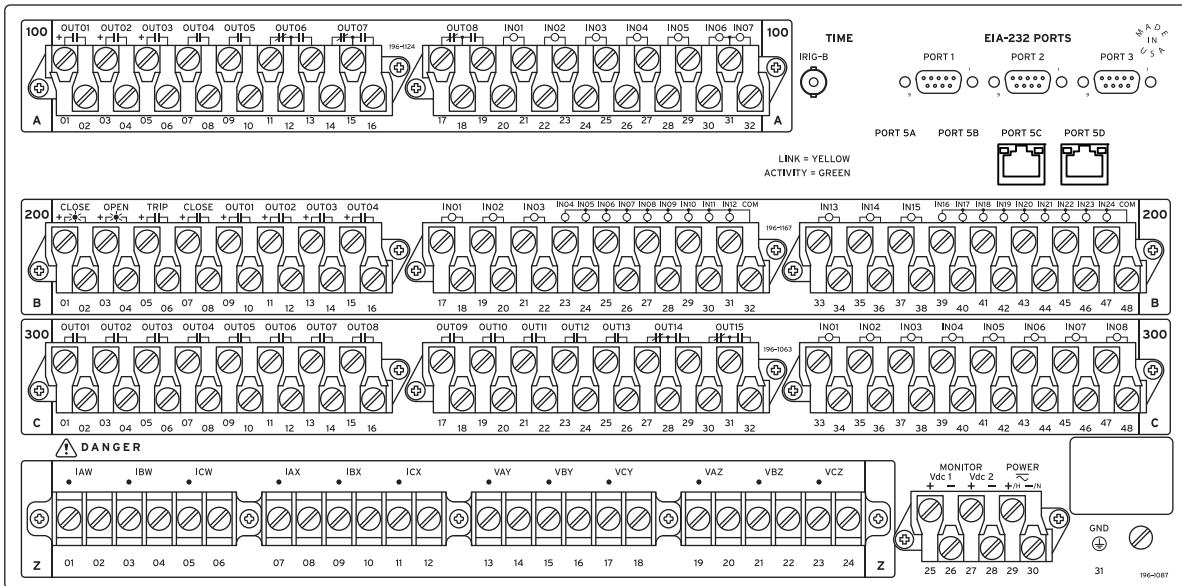 100 OUT01 OUT02 OUT03 OUT04 OUT05 OUT06 OUT07 OUT08 IN01 IN02 IN03 IN04 IN05 IN06 IN07 100
+ + +
196-1124
A 01 02 03 04 05 06 07 08 09 10 11 12 13 14 15 16 17 18 19 20 21 22 23 24 25 26 27 28 29 30 31 32 A
TIME EIA-232 PORTS
MADE IN USA
IRIG-B PORT 1 PORT 2 PORT 3
1 1 1
9 9 9
PORT 5A PORT 5B PORT 5C PORT 5D
LINK = YELLOW
ACTIVITY = GREEN
200 CLOSE OPEN TRIP CLOSE OUT01 OUT02 OUT03 OUT04 IN01 IN02 IN03 IN04 IN05 IN06 IN07 IN08 IN09 IN10 IN11 IN12 COM IN13 IN14 IN15 IN16 IN17 IN18 IN19 IN20 IN21 IN22 IN23 IN24 COM 200
+ + + + + + + +
196-1167
B 01 02 03 04 05 06 07 08 09 10 11 12 13 14 15 16 17 18 19 20 21 22 23 24 25 26 27 28 29 30 31 32 33 34 35 36 37 38 39 40 41 42 43 44 45 46 47 48 B
300 OUT01 OUT02 OUT03 OUT04 OUT05 OUT06 OUT07 OUT08 OUT09 OUT10 OUT11 OUT12 OUT13 OUT14 OUT15 IN01 IN02 IN03 IN04 IN05 IN06 IN07 IN08 300
196-1063
C 01 02 03 04 05 06 07 08 09 10 11 12 13 14 15 16 17 18 19 20 21 22 23 24 25 26 27 28 29 30 31 32 33 34 35 36 37 38 39 40 41 42 43 44 45 46 47 48 C
DANGER
IAW IBW ICW IAX IBX ICX VAY VBY VCY VAZ VBZ VCZ
Z 01 02 03 04 05 06 07 08 09 10 11 12 13 14 15 16 17 18 19 20 21 22 23 24 Z
MONITOR POWER
Vdc 1 Vdc 2
+ − + − +/H −/N
GND
25 26 27 28 29 30 31
196-1087